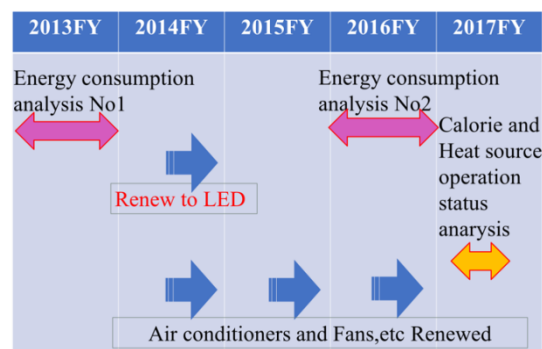 2013FY 2014FY 2015FY 2016FY 2017FY
Energy consumption
analysis No1
Energy consumption
analysis No2
Calorie and
Heat source
operation
status
anarysis
Renew to LED
Air conditioners and Fans,etc Renewed